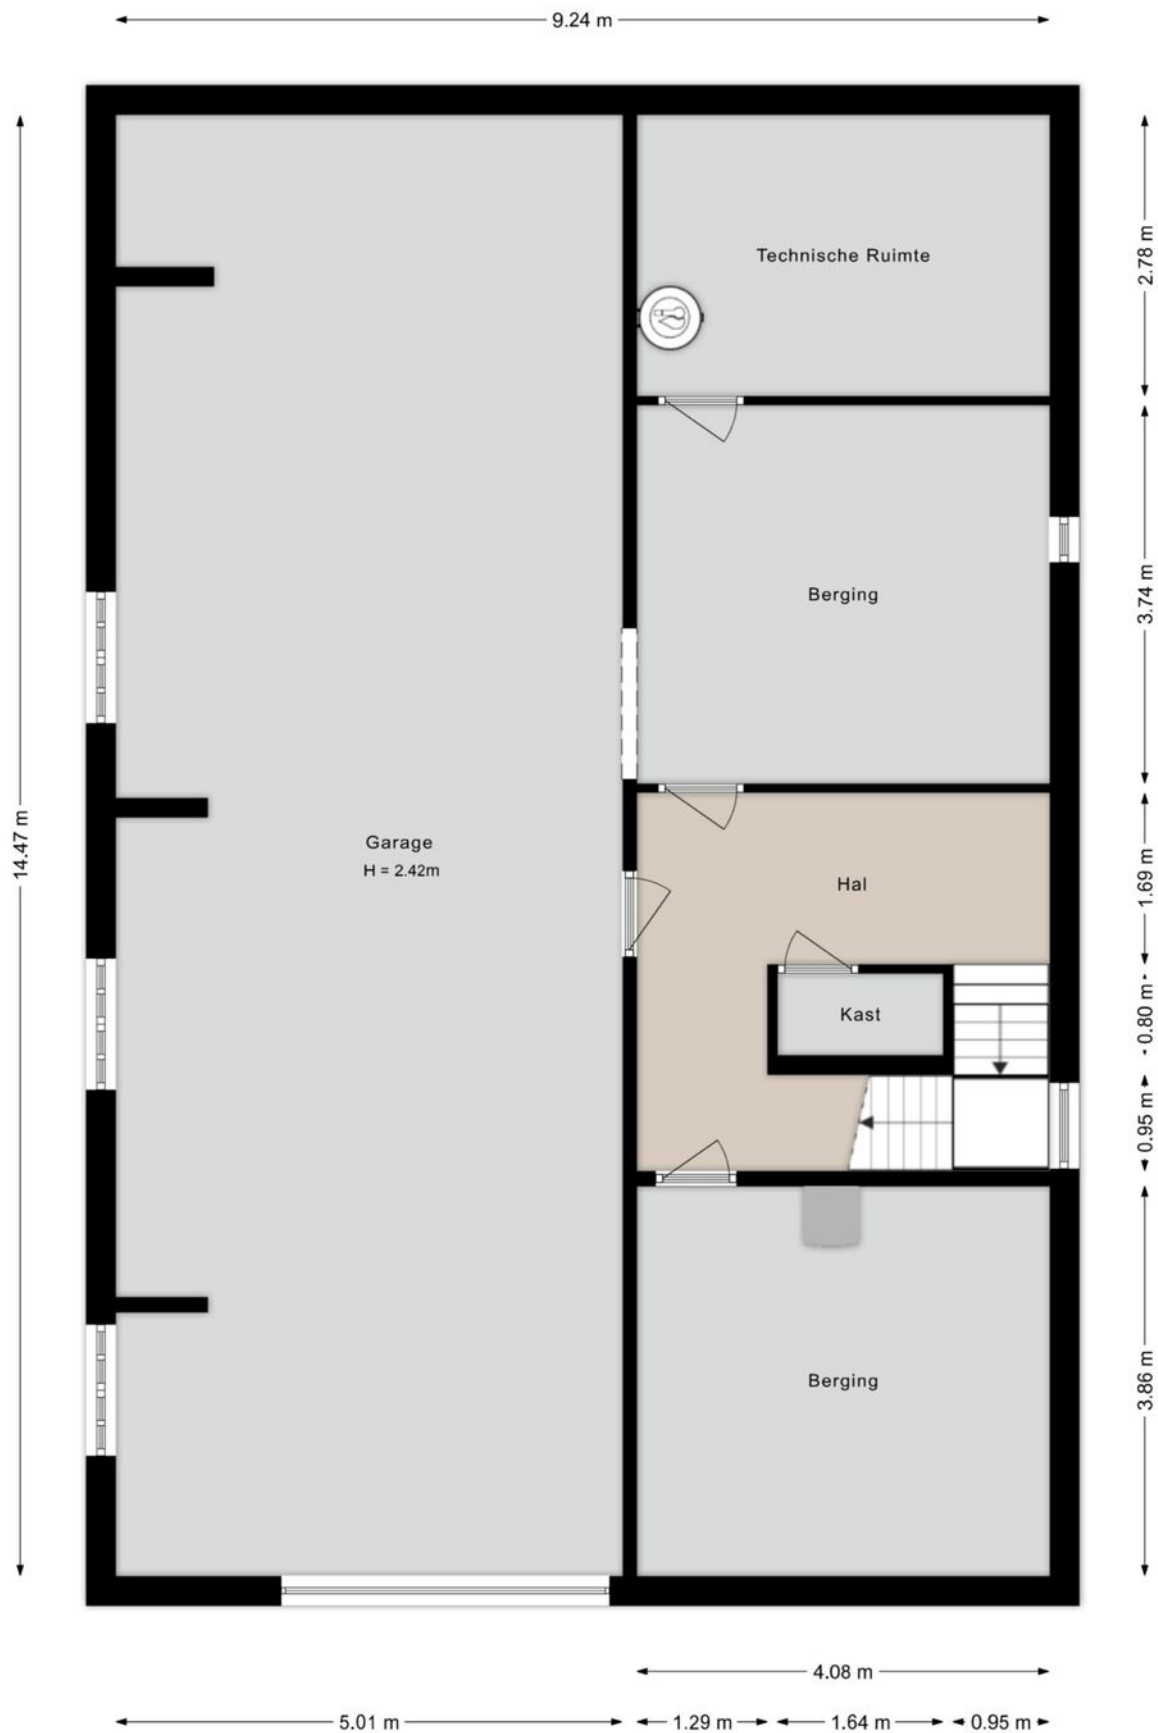 9.24 m
Technische Ruimte
2.78 m
Berging
3.74 m
14.47 m
Garage
H = 2.42m
Hal
1.69 m
Kast
0.80 m
0.95 m
Berging
3.86 m
4.08 m
5.01 m
1.29 m
1.64 m
0.95 m